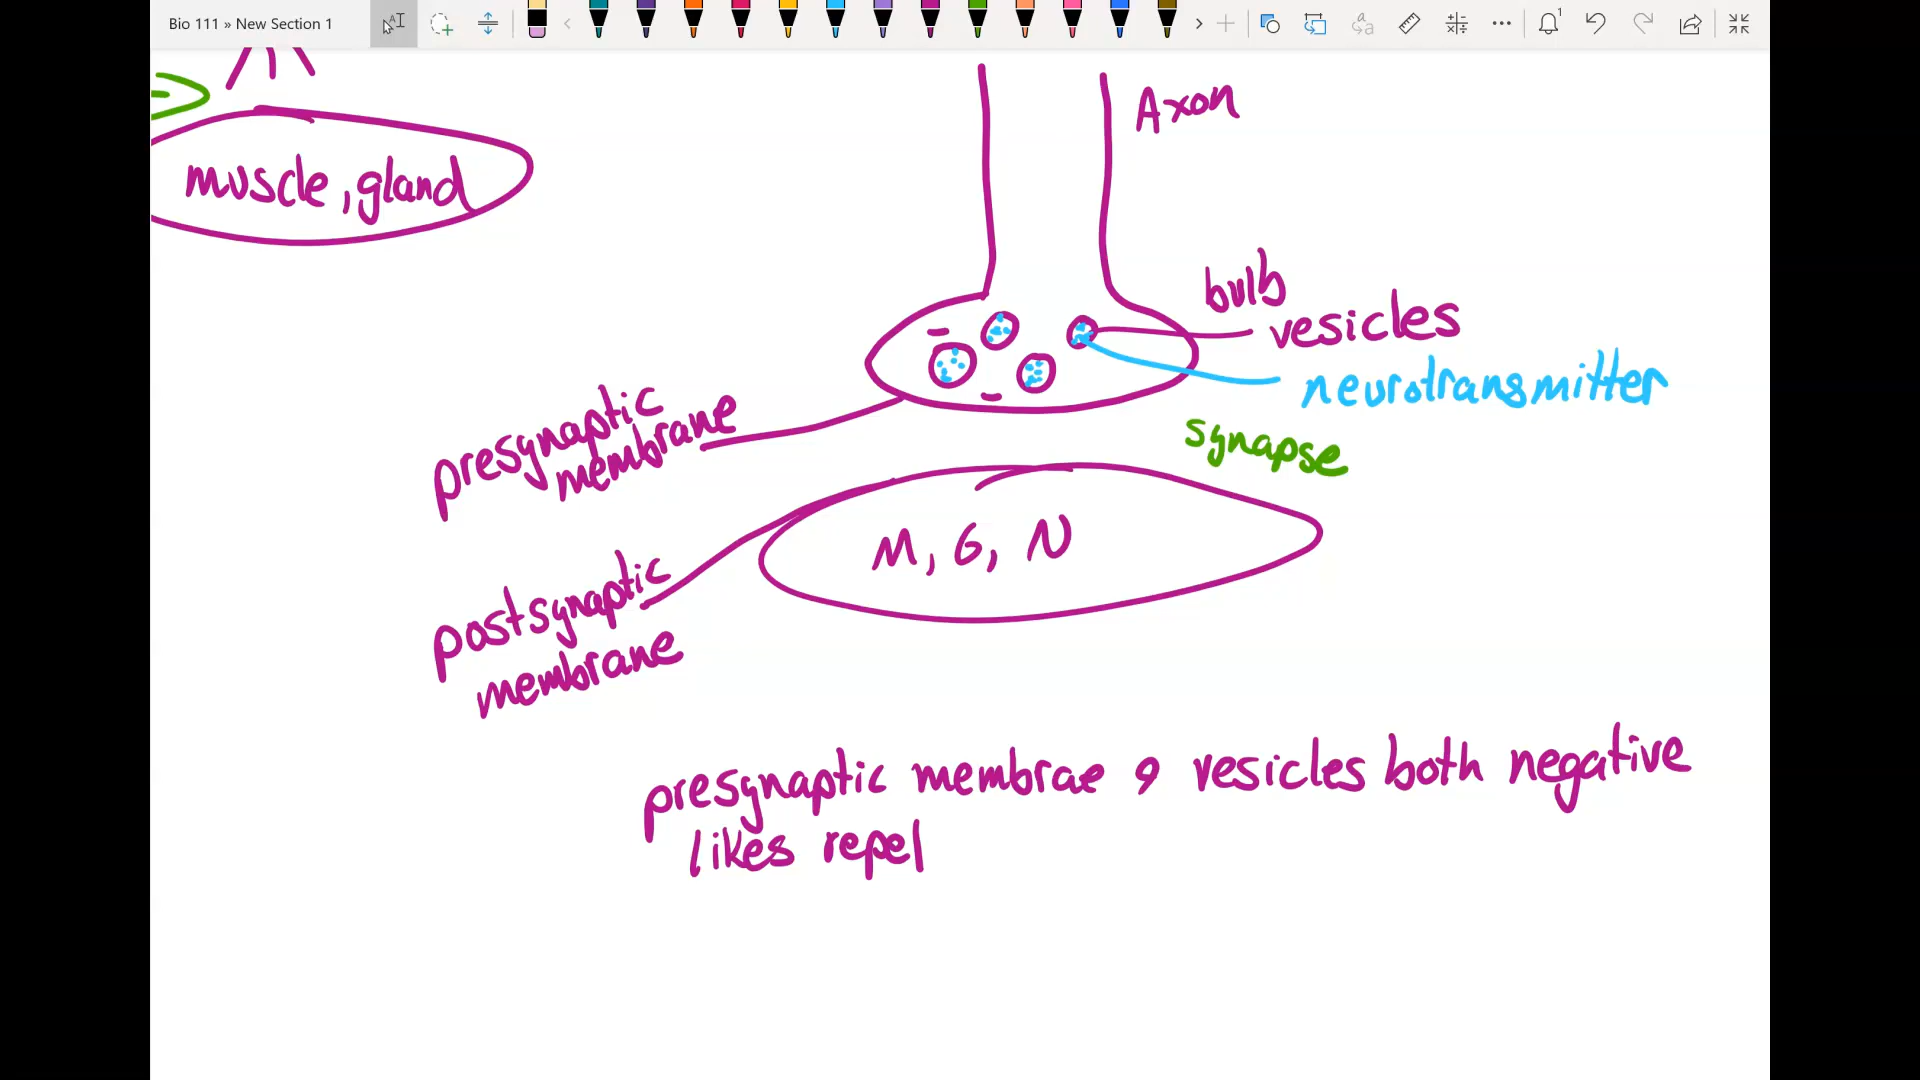 Bio 111 » New Section 1
Axon
muscle, gland
bulb
vesicles
neurotransmitter
presynaptic
membrane
synapse
M, G, N
postsynaptic
membrane
presynaptic membrae & vesicles both negative
likes repel